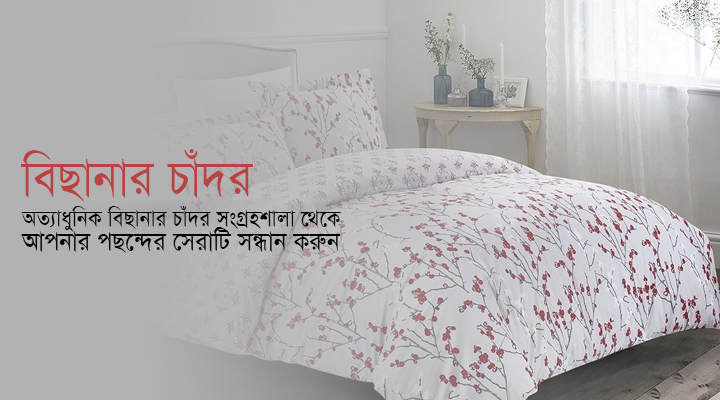 বিছানার চাঁদর
অত্যাধুনিক বিছানার চাঁদর সংগ্রহশালা থেকে
আপনার পছন্দের সেরাটি সন্ধান করুন